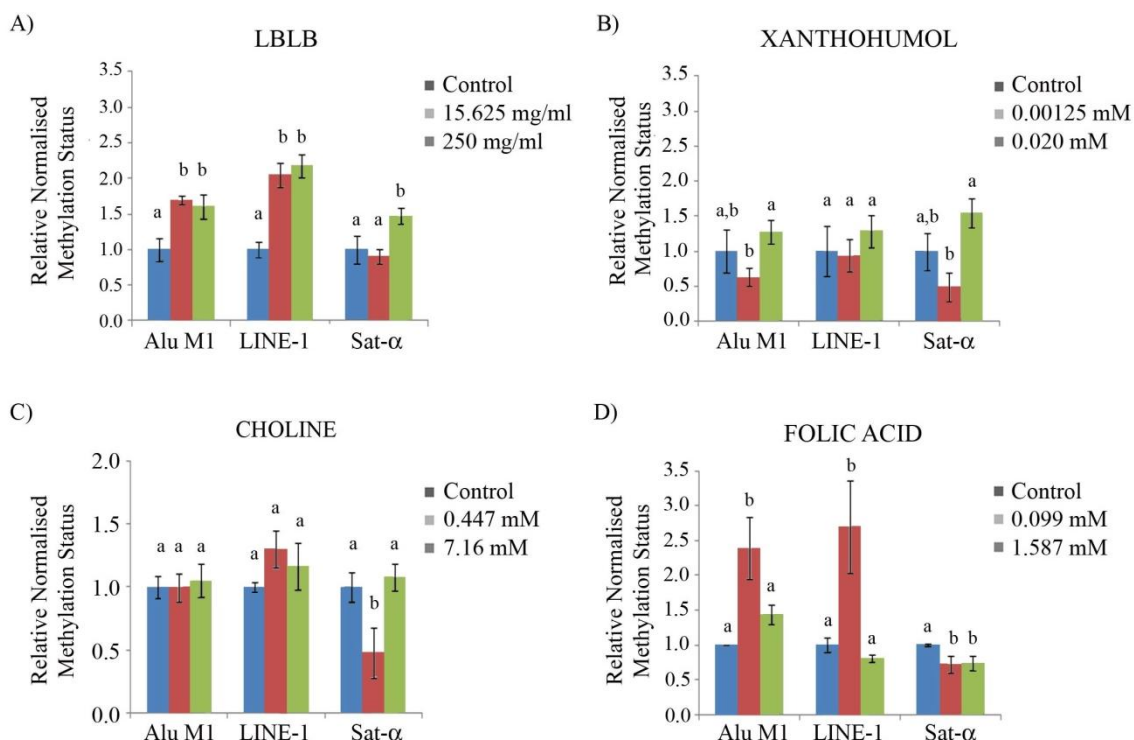 A)
LBLB
Relative Normalised
Methylation Status
3.5
3.0
2.5
2.0
1.5
1.0
0.5
0.0
Control
15.625 mg/ml
250 mg/ml
a b b
a b b
a a b
Alu M1 LINE-1 Sat-α
B)
XANTHOHUMOL
Relative Normalised
Methylation Status
3.5
3.0
2.5
2.0
1.5
1.0
0.5
0.0
Control
0.00125 mM
0.020 mM
a,b b a
a a a
a,b b a
Alu M1 LINE-1 Sat-α
C)
CHOLINE
Relative Normalised
Methylation Status
2.0
1.5
1.0
0.5
0.0
Control
0.447 mM
7.16 mM
a a a
a a a
a b a
Alu M1 LINE-1 Sat-α
D)
FOLIC ACID
Relative Normalised
Methylation Status
3.5
3.0
2.5
2.0
1.5
1.0
0.5
0.0
Control
0.099 mM
1.587 mM
a b a
a b a
a b b
Alu M1 LINE-1 Sat-α